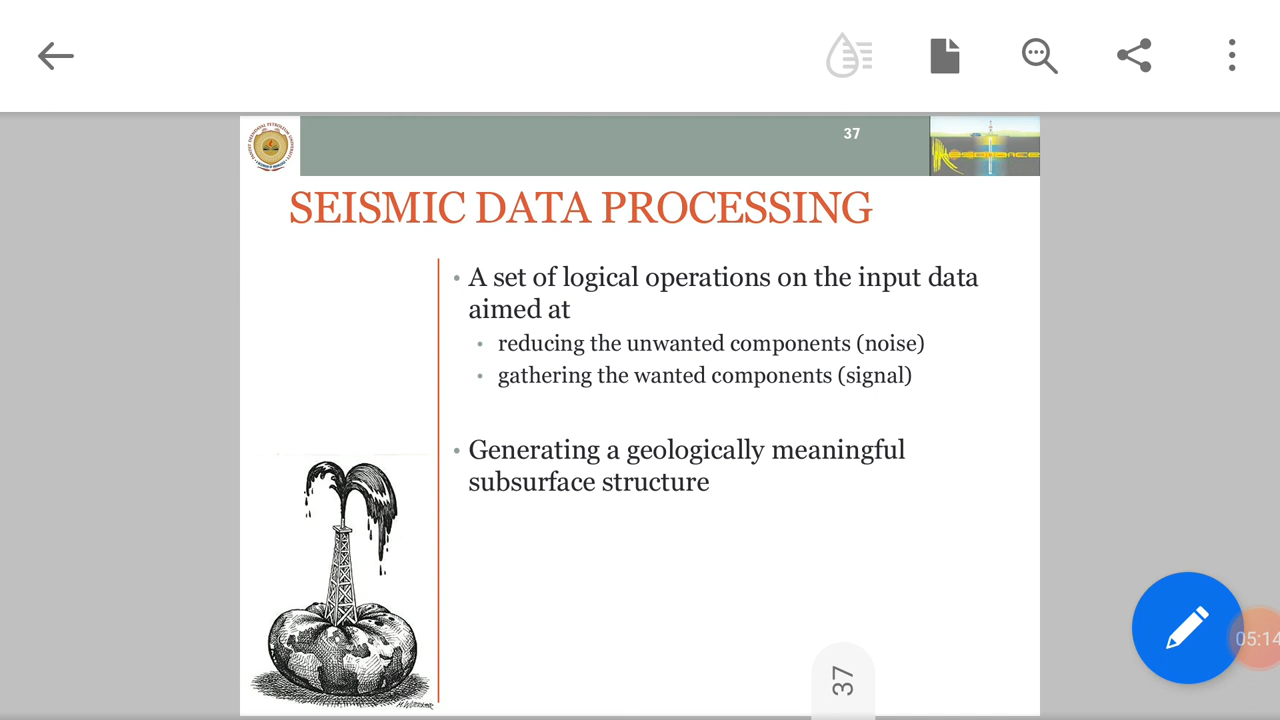 37
SEISMIC DATA PROCESSING
• A set of logical operations on the input data
aimed at
• reducing the unwanted components (noise)
• gathering the wanted components (signal)
• Generating a geologically meaningful
subsurface structure
37
05:14